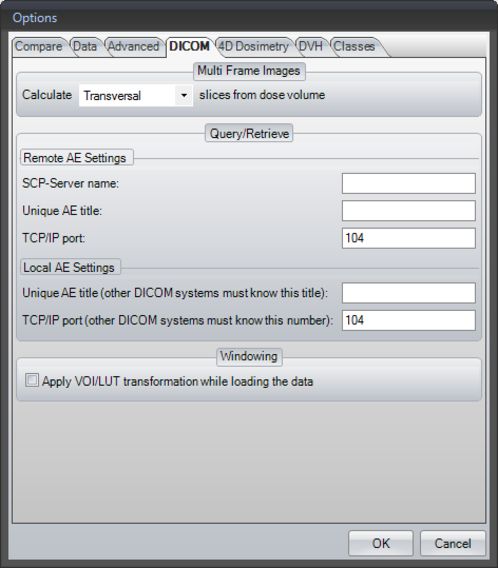 Options
Compare Data Advanced DICOM 4D Dosimetry DVH Classes
Multi Frame Images
Calculate Transversal slices from dose volume
Query/Retrieve
Remote AE Settings
SCP-Server name:
Unique AE title:
TCP/IP port: 104
Local AE Settings
Unique AE title (other DICOM systems must know this title):
TCP/IP port (other DICOM systems must know this number): 104
Windowing
Apply VOI/LUT transformation while loading the data
OK Cancel